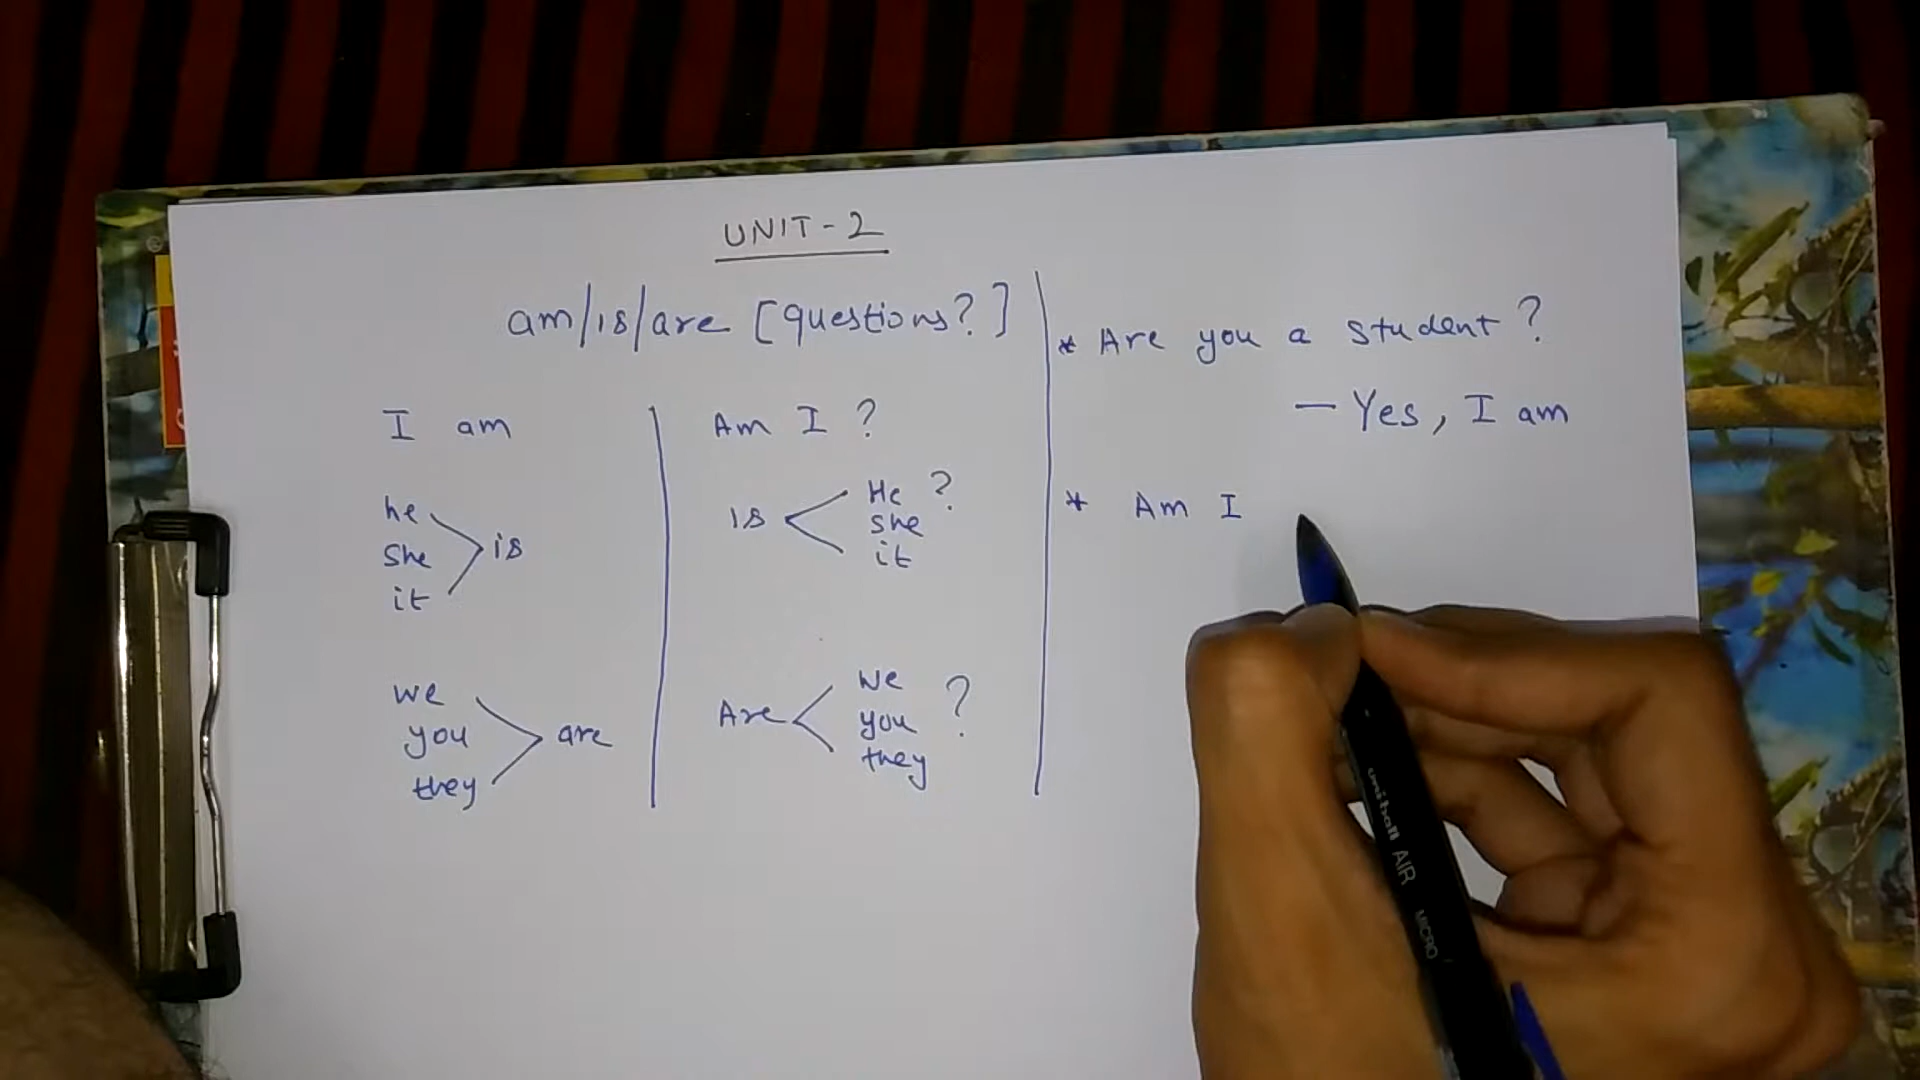 UNIT-2
am/is/are [questions?]
I am
he
she
it
is
we
you
they
are
Am I ?
is
He ?
she
it
Are
we
you ?
they
* Are you a student ?
— Yes, I am
* Am I
uni-ball AIR MICRO